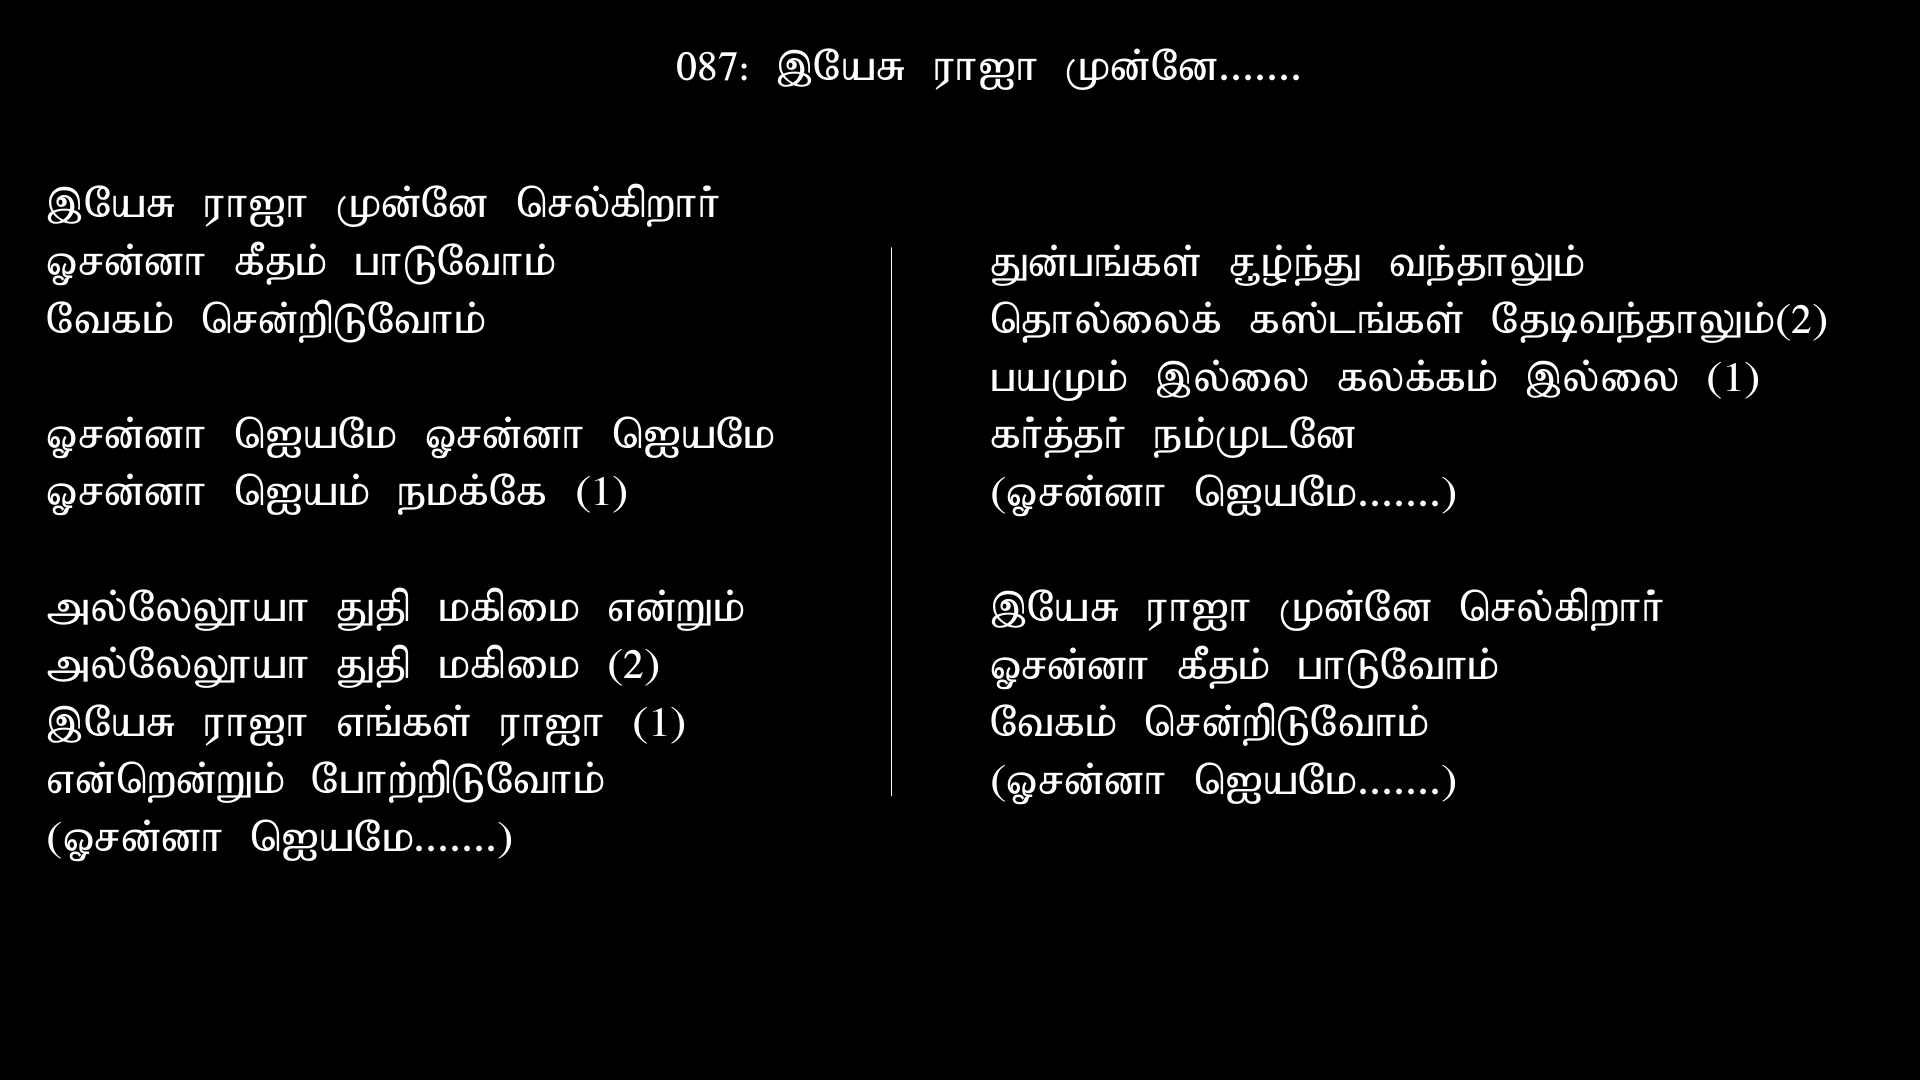 087: இயேசு ராஜா முன்னே.......
இயேசு ராஜா முன்னே செல்கிறார்
ஓசன்னா கீதம் பாடுவோம்
வேகம் சென்றிடுவோம்
ஓசன்னா ஜெயமே ஓசன்னா ஜெயமே
ஓசன்னா ஜெயம் நமக்கே (1)
அல்லேலூயா துதி மகிமை என்றும்
அல்லேலூயா துதி மகிமை (2)
இயேசு ராஜா எங்கள் ராஜா (1)
என்றென்றும் போற்றிடுவோம்
(ஓசன்னா ஜெயமே.......)
துன்பங்கள் சூழ்ந்து வந்தாலும்
தொல்லைக் கஸ்டங்கள் தேடிவந்தாலும்(2)
பயமும் இல்லை கலக்கம் இல்லை (1)
கர்த்தர் நம்முடனே
(ஓசன்னா ஜெயமே.......)
இயேசு ராஜா முன்னே செல்கிறார்
ஓசன்னா கீதம் பாடுவோம்
வேகம் சென்றிடுவோம்
(ஓசன்னா ஜெயமே.......)